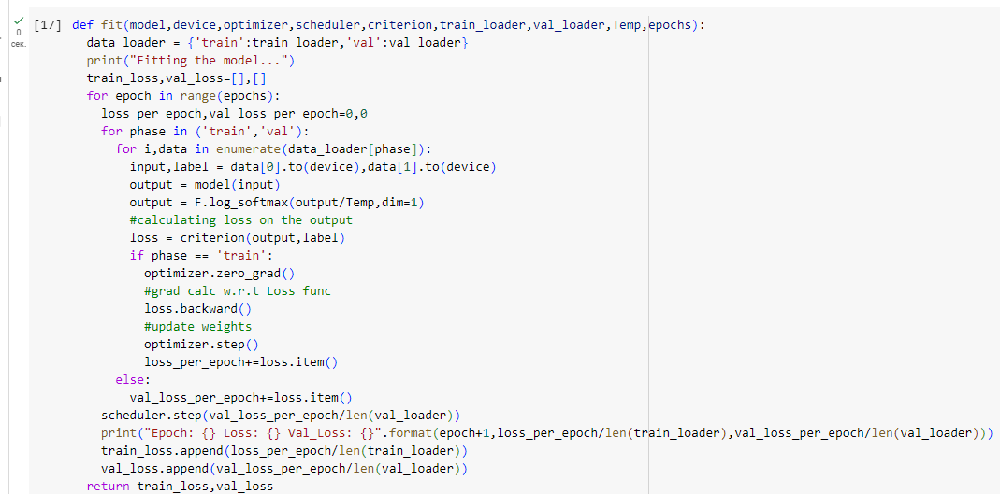 [17] def fit(model,device,optimizer,scheduler,criterion,train_loader,val_loader,Temp,epochs):
0
сек.
  data_loader = {'train':train_loader,'val':val_loader}
  print("Fitting the model...")
  train_loss,val_loss=[],[]
  for epoch in range(epochs):
    loss_per_epoch,val_loss_per_epoch=0,0
    for phase in ('train','val'):
      for i,data in enumerate(data_loader[phase]):
        input,label = data[0].to(device),data[1].to(device)
        output = model(input)
        output = F.log_softmax(output/Temp,dim=1)
        #calculating loss on the output
        loss = criterion(output,label)
        if phase == 'train':
          optimizer.zero_grad()
          #grad calc w.r.t Loss func
          loss.backward()
          #update weights
          optimizer.step()
          loss_per_epoch+=loss.item()
      else:
        val_loss_per_epoch+=loss.item()
    scheduler.step(val_loss_per_epoch/len(val_loader))
    print("Epoch: {} Loss: {} Val_Loss: {}".format(epoch+1,loss_per_epoch/len(train_loader),val_loss_per_epoch/len(val_loader)))
    train_loss.append(loss_per_epoch/len(train_loader))
    val_loss.append(val_loss_per_epoch/len(val_loader))
  return train_loss,val_loss